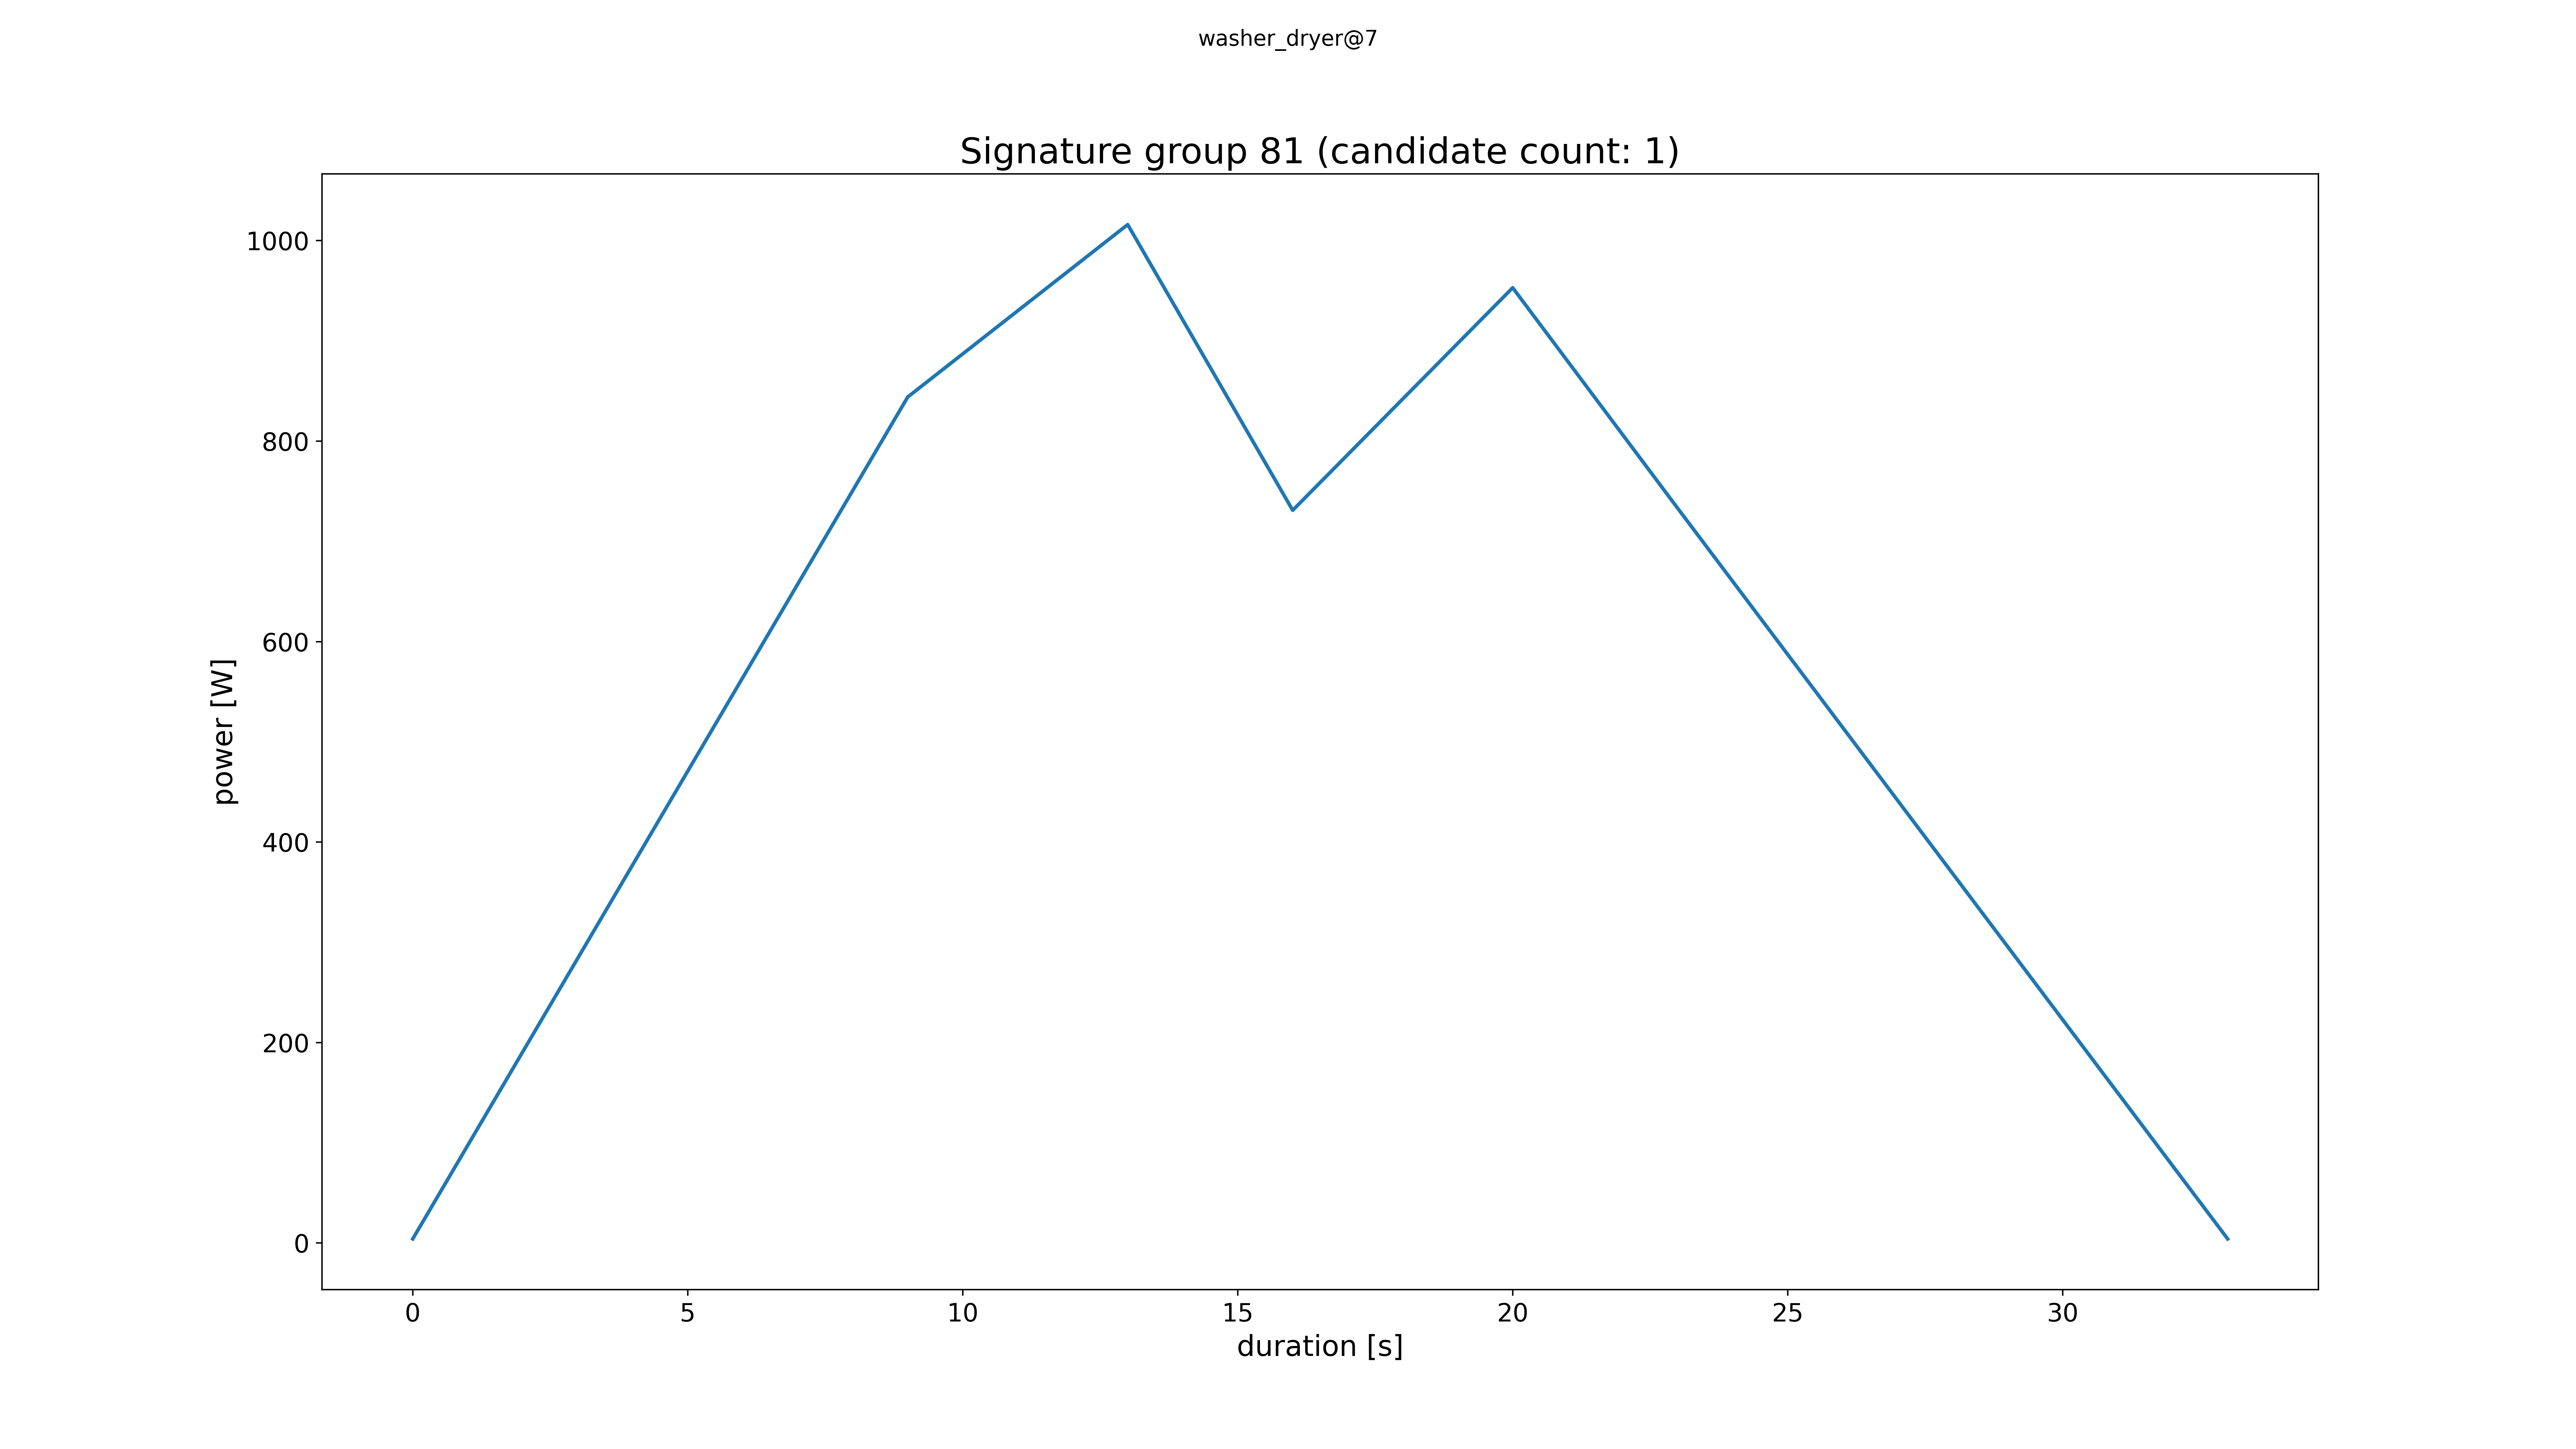 washer_dryer@7
Signature group 81 (candidate count: 1)
1000
800
600
400
200
0
power [W]
0 5 10 15 20 25 30
duration [s]